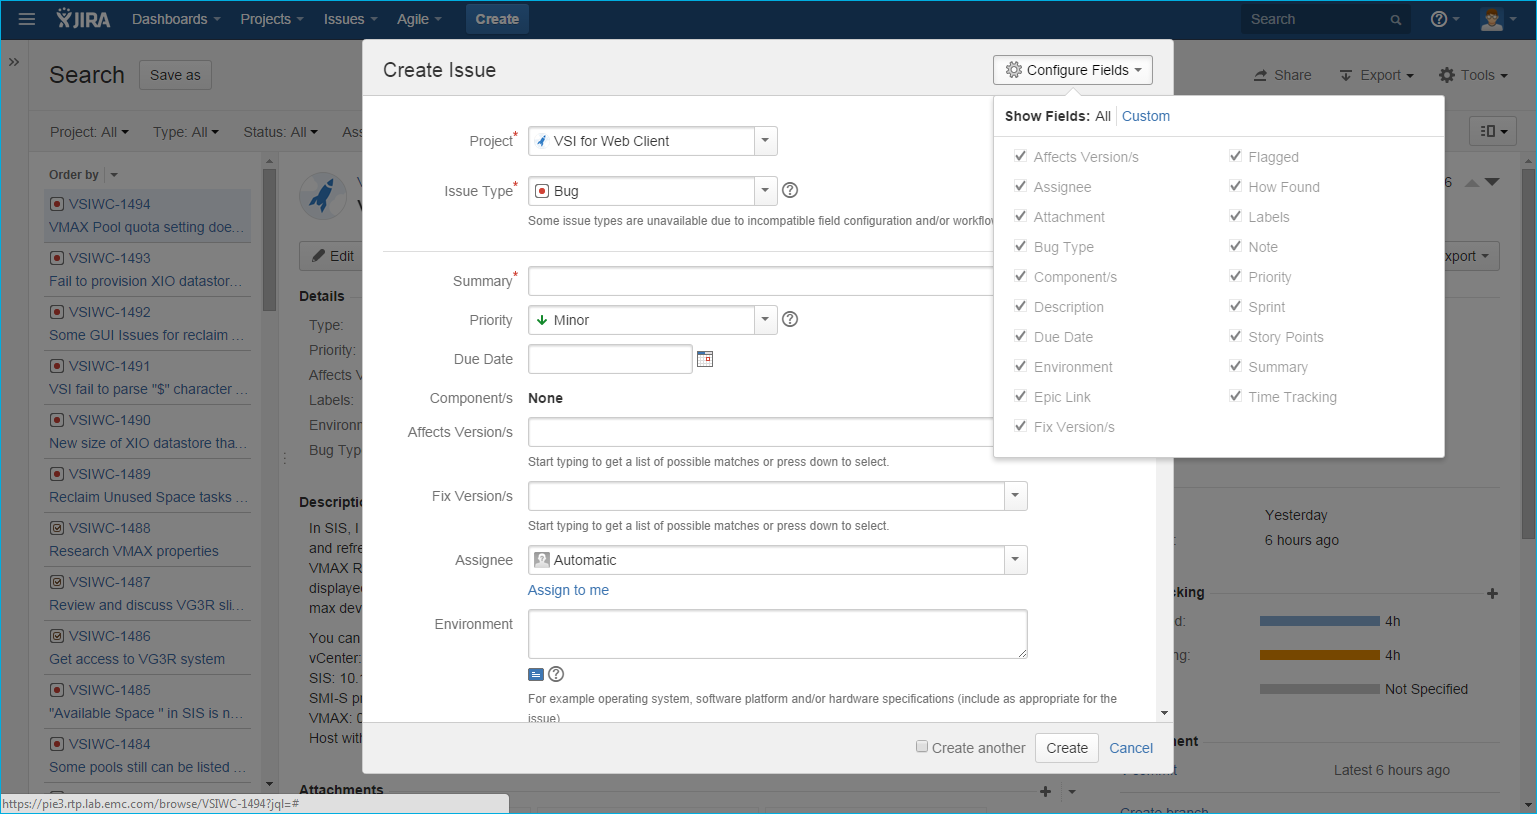 JIRA Dashboards Projects Issues Agile Create Search
Search Save as Share Export Tools
Project: All Type: All Status: All Ass
Create Issue Configure Fields
Show Fields: All Custom
Affects Version/s
Assignee
Attachment
Bug Type
Component/s
Description
Due Date
Environment
Epic Link
Fix Version/s
Flagged
How Found
Labels
Note
Priority
Sprint
Story Points
Summary
Time Tracking
Project* VSI for Web Client
Issue Type* Bug
Some issue types are unavailable due to incompatible field configuration and/or workflow
Summary*
Priority Minor
Due Date
Component/s None
Affects Version/s
Start typing to get a list of possible matches or press down to select.
Fix Version/s
Start typing to get a list of possible matches or press down to select.
Assignee Automatic
Assign to me
Environment
For example operating system, software platform and/or hardware specifications (include as appropriate for the
issue)
Create another Create Cancel
Order by
VSIWC-1494
VMAX Pool quota setting doe...
VSIWC-1493
Fail to provision XIO datastor...
VSIWC-1492
Some GUI Issues for reclaim ...
VSIWC-1491
VSI fail to parse "$" character ...
VSIWC-1490
New size of XIO datastore tha...
VSIWC-1489
Reclaim Unused Space tasks ...
VSIWC-1488
Research VMAX properties
VSIWC-1487
Review and discuss VG3R sli...
VSIWC-1486
Get access to VG3R system
VSIWC-1485
"Available Space " in SIS is n...
VSIWC-1484
Some pools still can be listed ...
Edit
Details
Type:
Priority:
Affects V
Labels:
Environ
Bug Typ
Descriptio
In SIS, I
and refre
VMAX R
displaye
max dev
You can
vCenter:
SIS: 10.
SMI-S pr
VMAX: 0
Host with
Attachments
6
xport
Yesterday
6 hours ago
king
d: 4h
ng: 4h
Not Specified
ment
Latest 6 hours ago
Create branch
https://pie3.rtp.lab.emc.com/browse/VSIWC-1494?jql=#